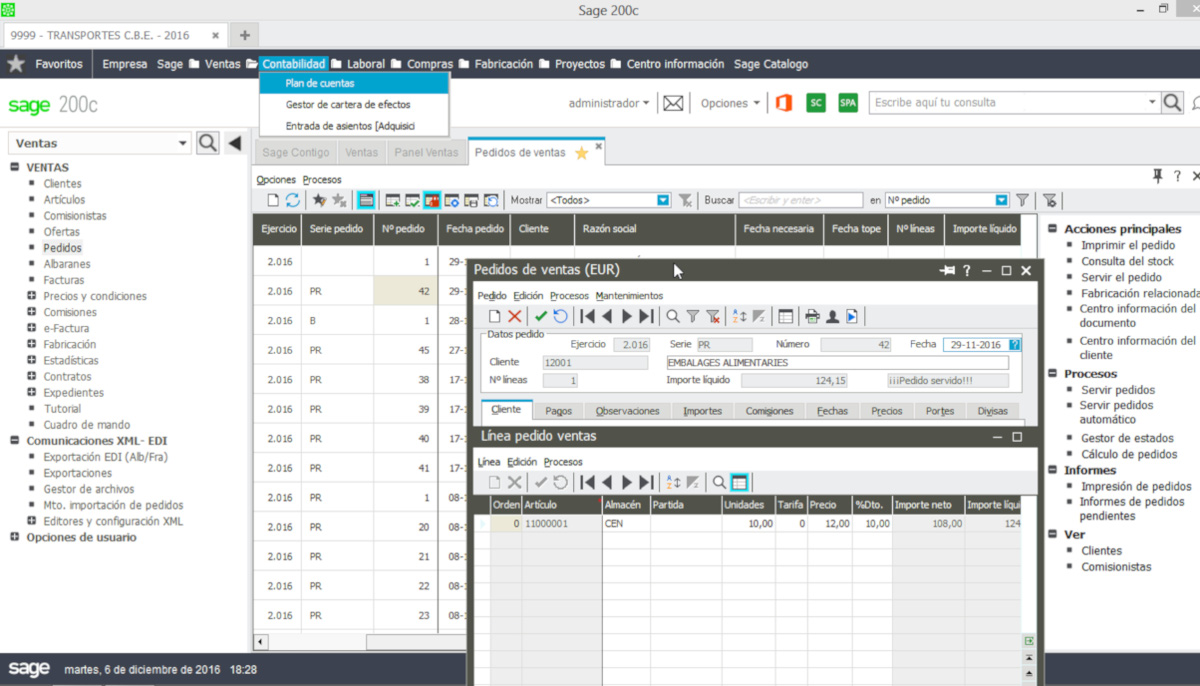 Sage 200c
9999 - TRANSPORTES C.B.E. - 2016
Favoritos Empresa Sage Ventas Contabilidad Laboral Compras Fabricación Proyectos Centro información Sage Catalogo
Plan de cuentas
Gestor de cartera de efectos
Entrada de asientos [Adquisici
sage 200c
administrador Opciones SC SPA Escribe aquí tu consulta
Ventas
Sage Contigo Ventas Panel Ventas Pedidos de ventas
VENTAS
Clientes
Artículos
Comisionistas
Ofertas
Pedidos
Albaranes
Facturas
Precios y condiciones
Comisiones
e-Factura
Fabricación
Estadísticas
Contratos
Expedientes
Tutorial
Cuadro de mando
Comunicaciones XML- EDI
Exportación EDI (Alb/Fra)
Exportaciones
Gestor de archivos
Mto. importación de pedidos
Editores y configuración XML
Opciones de usuario
Opciones Procesos
Mostrar <Todos> Buscar <Escribir y enter> en Nº pedido
Ejercicio Serie pedido Nº pedido Fecha pedido Cliente Razón social Fecha necesaria Fecha tope Nº líneas Importe líquido
2.016 1 29-
2.016 PR 42 29-
2.016 B 1 28-
2.016 PR 45 27-
2.016 PR 38 17-
2.016 PR 39 17-
2.016 PR 40 17-
2.016 PR 41 17-
2.016 PR 1 08-
2.016 PR 20 08-
2.016 PR 21 08-
2.016 PR 22 08-
2.016 PR 23 08-
Pedidos de ventas (EUR)
Pedido Edición Procesos Mantenimientos
Datos pedido
Ejercicio 2.016 Serie PR Número 42 Fecha 29-11-2016
Cliente 12001 EMBALAGES ALIMENTARIES
Nº líneas 1 Importe líquido 124,15 ¡¡¡Pedido servido!!!
Cliente Pagos Observaciones Importes Comisiones Fechas Precios Portes Divisas
Línea pedido ventas
Línea Edición Procesos
Orden Artículo Almacén Partida Unidades Tarifa Precio %Dto. Importe neto Importe líqui
0 11000001 CEN 10,00 0 12,00 10,00 108,00 124
Acciones principales
Imprimir el pedido
Consulta del stock
Servir el pedido
Fabricación relacionada
Centro información del
documento
Centro información del
cliente
Procesos
Servir pedidos
Servir pedidos
automático
Gestor de estados
Cálculo de pedidos
Informes
Impresión de pedidos
Informes de pedidos
pendientes
Ver
Clientes
Comisionistas
sage martes, 6 de diciembre de 2016 18:28